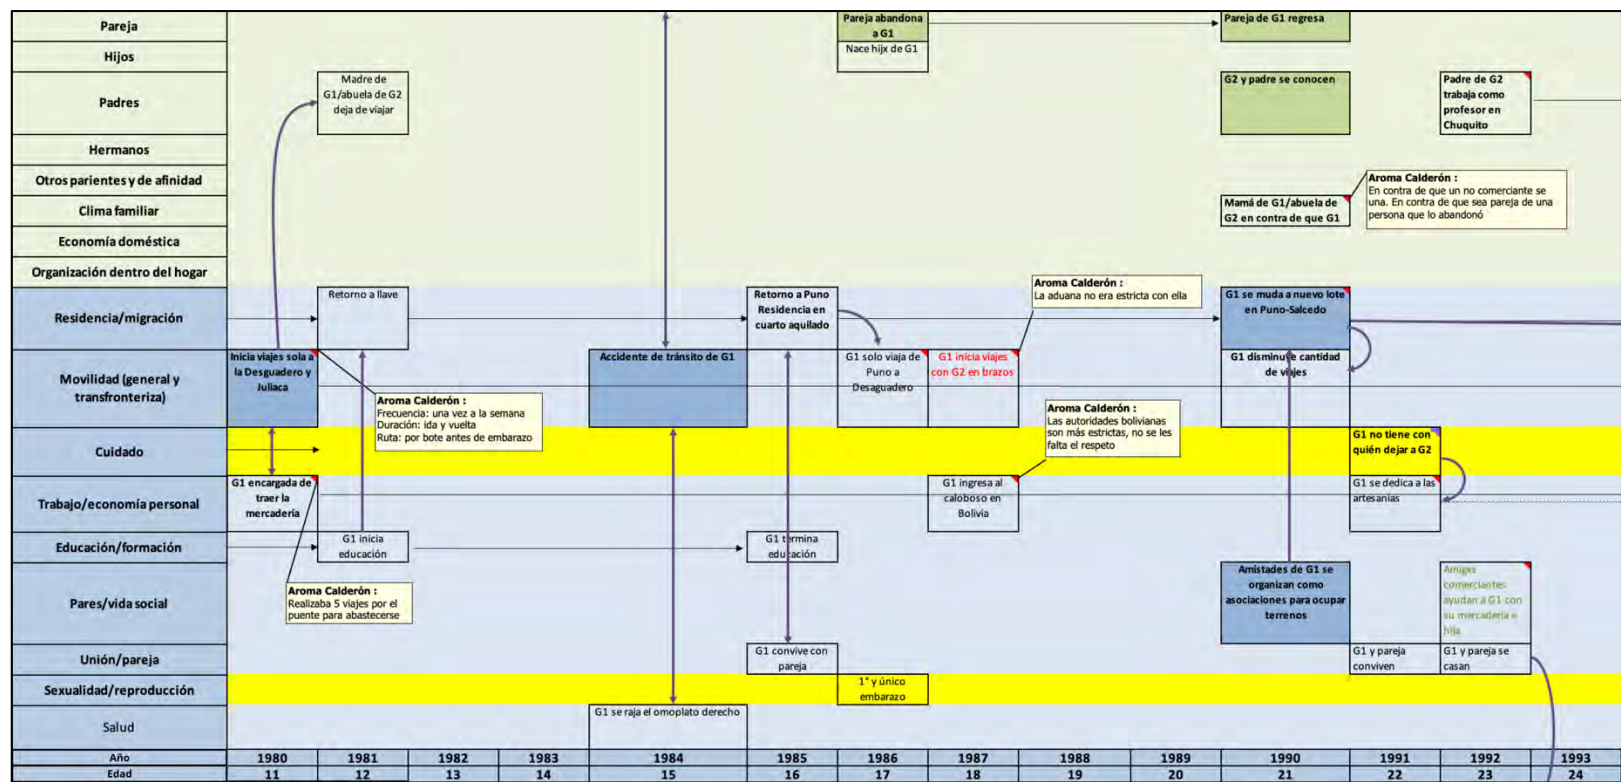 Pareja
Pareja abandona
a G1
Pareja de G1 regresa
Hijos
Nace hijx de G1
Padres
Madre de
G1/abuela de G2
deja de viajar
G2 y padre se conocen
Padre de G2
trabaja como
profesor en
Chuquito
Hermanos
Otros parientes y de afinidad
Aroma Calderón :
En contra de que un no comerciante se
una. En contra de que sea pareja de una
persona que lo abandonó
Clima familiar
Mamá de G1/abuela de
G2 en contra de que G1
Economía doméstica
Organización dentro del hogar
Residencia/migración
Retorno a llave
Retorno a Puno
Residencia en
cuarto aquilado
Aroma Calderón :
La aduana no era estricta con ella
G1 se muda a nuevo lote
en Puno-Salcedo
Movilidad (general y
transfronteriza)
Inicia viajes sola a
la Desguadero y
Juliaca
Aroma Calderón :
Frecuencia: una vez a la semana
Duración: ida y vuelta
Ruta: por bote antes de embarazo
Accidente de tránsito de G1
G1 solo viaja de
Puno a
Desaguadero
G1 inicia viajes
con G2 en brazos
G1 disminuye cantidad
de viajes
Cuidado
Aroma Calderón :
Las autoridades bolivianas
son más estrictas, no se les
falta el respeto
G1 no tiene con
quién dejar a G2
Trabajo/economía personal
G1 encargada de
traer la
mercadería
G1 ingresa al
caloboso en
Bolivia
G1 se dedica a las
artesanías
Educación/formación
G1 inicia
educación
G1 termina
educación
Pares/vida social
Aroma Calderón :
Realizaba 5 viajes por el
puente para abastecerse
Amistades de G1 se
organizan como
asociaciones para ocupar
terrenos
Amigxs
comerciantes
ayudan a G1 con
su mercadería e
hija
Unión/pareja
G1 convive con
pareja
G1 y pareja
conviven
G1 y pareja se
casan
Sexualidad/reproducción
1° y único
embarazo
Salud
G1 se raja el omoplato derecho
Año 1980 1981 1982 1983 1984 1985 1986 1987 1988 1989 1990 1991 1992 1993
Edad 11 12 13 14 15 16 17 18 19 20 21 22 23 24